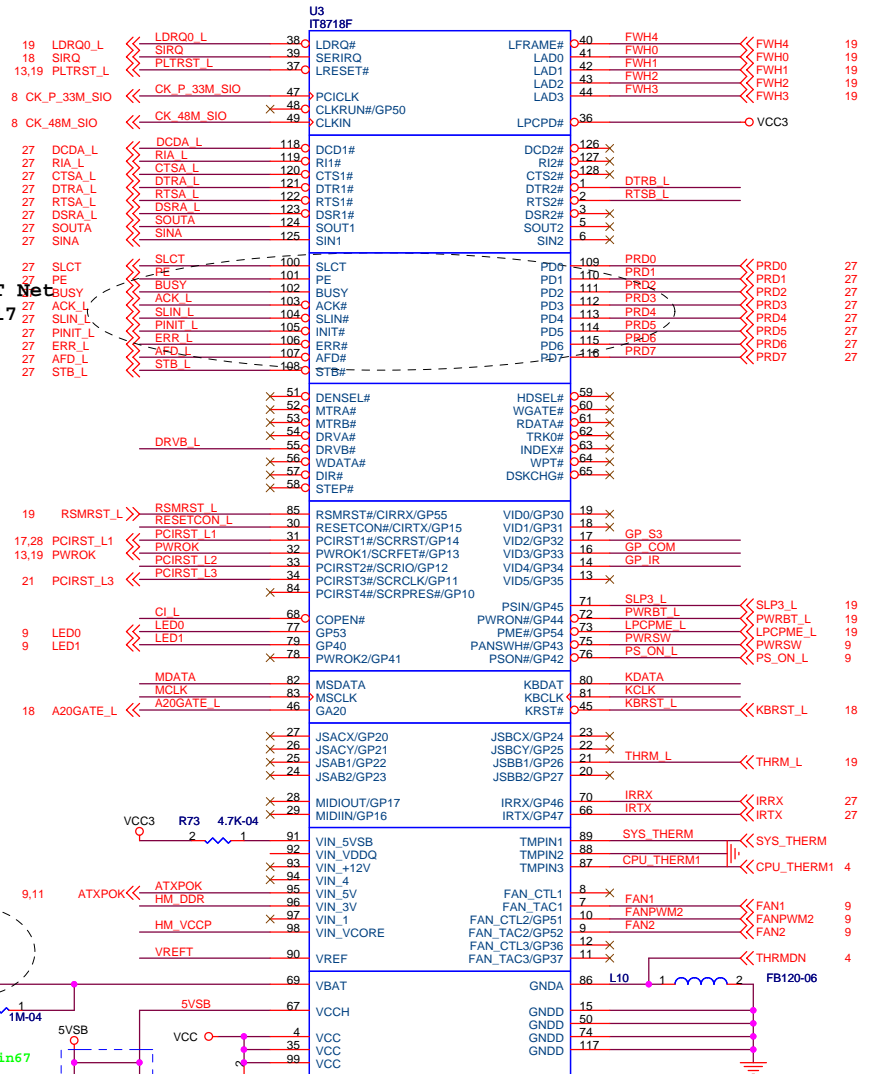 U3
IT8718F
19 LDRQ0_L LDRQ0_L 38 LDRQ# LFRAME# 40 FWH4 FWH4 19
18 SIRQ SIRQ 39 SERIRQ LAD0 41 FWH0 FWH0 19
13,19 PLTRST_L PLTRST_L 37 LRESET# LAD1 42 FWH1 FWH1 19
LAD2 43 FWH2 FWH2 19
8 CK_P_33M_SIO CK_P_33M_SIO 47 PCICLK LAD3 44 FWH3 FWH3 19
48 CLKRUN#/GP50
8 CK_48M_SIO CK_48M_SIO 49 CLKIN LPCPD# 36 VCC3
27 DCDA_L DCDA_L 118 DCD1# DCD2# 126
27 RIA_L RIA_L 119 RI1# RI2# 127
27 CTSA_L CTSA_L 120 CTS1# CTS2# 128
27 DTRA_L DTRA_L 121 DTR1# DTR2# 1 DTRB_L
27 RTSA_L RTSA_L 122 RTS1# RTS2# 2 RTSB_L
27 DSRA_L DSRA_L 123 DSR1# DSR2# 3
27 SOUTA SOUTA 124 SOUT1 SOUT2 5
27 SINA SINA 125 SIN1 SIN2 6
27 SLCT SLCT 100 SLCT PD0 109 PRD0 PRD0 27
27 PE PE 101 PE PD1 110 PRD1 PRD1 27
Net
27 BUSY BUSY 102 BUSY PD2 111 PRD2 PRD2 27
27 ACK_L ACK_L 103 ACK# PD3 112 PRD3 PRD3 27
27 SLIN_L SLIN_L 104 SLIN# PD4 113 PRD4 PRD4 27
27 PINIT_L PINIT_L 105 INIT# PD5 114 PRD5 PRD5 27
27 ERR_L ERR_L 106 ERR# PD6 115 PRD6 PRD6 27
27 AFD_L AFD_L 107 AFD# PD7 116 PRD7 PRD7 27
27 STB_L STB_L 108 STB#
51 DENSEL# HDSEL# 59
52 MTRA# WGATE# 60
53 MTRB# RDATA# 61
54 DRVA# TRK0# 62
DRVB_L 55 DRVB# INDEX# 63
56 WDATA# WPT# 64
57 DIR# DSKCHG# 65
58 STEP#
19 RSMRST_L RSMRST_L 85 RSMRST#/CIRRX/GP55 VID0/GP30 19
RESETCON_L 30 RESETCON#/CIRTX/GP15 VID1/GP31 18
17,28 PCIRST_L1 PCIRST_L1 31 PCIRST1#/SCRRST/GP14 VID2/GP32 17 GP_S3
13,19 PWROK PWROK 32 PWROK1/SCRFET#/GP13 VID3/GP33 16 GP_COM
PCIRST_L2 33 PCIRST2#/SCRIO/GP12 VID4/GP34 14 GP_IR
21 PCIRST_L3 PCIRST_L3 34 PCIRST3#/SCRCLK/GP11 VID5/GP35 13
84 PCIRST4#/SCRPRES#/GP10
PSIN/GP45 71 SLP3_L SLP3_L 19
CI_L 68 COPEN# PWRON#/GP44 72 PWRBT_L PWRBT_L 19
9 LED0 LED0 77 GP53 PME#/GP54 73 LPCPME_L LPCPME_L 19
9 LED1 LED1 79 GP40 PANSWH#/GP43 75 PWRSW PWRSW 9
78 PWROK2/GP41 PSON#/GP42 76 PS_ON_L PS_ON_L 9
MDATA 82 MSDATA KBDAT 80 KDATA
MCLK 83 MSCLK KBCLK 81 KCLK
18 A20GATE_L A20GATE_L 46 GA20 KRST# 45 KBRST_L KBRST_L 18
27 JSACX/GP20 JSBCX/GP24 23
26 JSACY/GP21 JSBCY/GP25 22
25 JSAB1/GP22 JSBB1/GP26 21 THRM_L THRM_L 19
24 JSAB2/GP23 JSBB2/GP27 20
28 MIDIOUT/GP17 IRRX/GP46 70 IRRX IRRX 27
29 MIDIIN/GP16 IRTX/GP47 66 IRTX IRTX 27
VCC3 R73 4.7K-04
2 1 91 VIN_5VSB TMPIN1 89 SYS_THERM SYS_THERM
92 VIN_VDDQ TMPIN2 88
93 VIN_+12V TMPIN3 87 CPU_THERM1 CPU_THERM1 4
94 VIN_4
9,11 ATXPOK ATXPOK 95 VIN_5V FAN_CTL1 8
HM_DDR 96 VIN_3V FAN_TAC1 7 FAN1 FAN1 9
97 VIN_1 FAN_CTL2/GP51 10 FANPWM2 FANPWM2 9
HM_VCCP 98 VIN_VCORE FAN_TAC2/GP52 9 FAN2 FAN2 9
FAN_CTL3/GP36 12
VREFT 90 VREF FAN_TAC3/GP37 11 THRMDN 4
69 VBAT GNDA 86 L10 1 2 FB120-06
1
1M-04
5VSB 67 VCCH GNDD 15
GNDD 50
5VSB VCC 4 VCC GNDD 74
35 VCC GNDD 117
in67 99 VCC
2